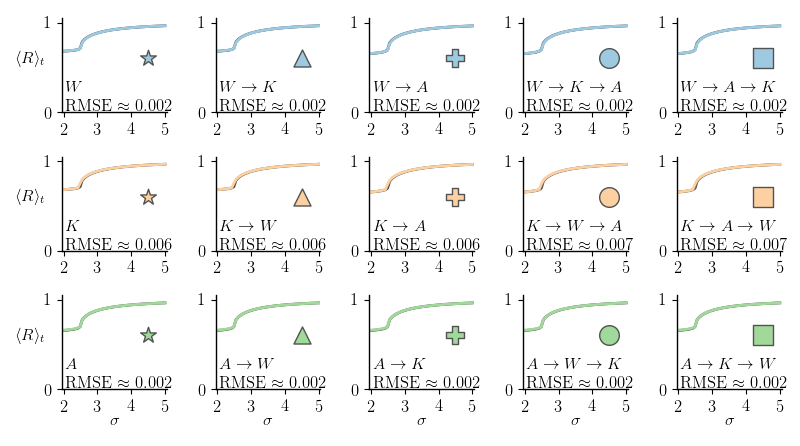 1 1 1 1 1
⟨R⟩t
W W → K W → A W → K → A W → A → K
RMSE ≈ 0.002 RMSE ≈ 0.002 RMSE ≈ 0.002 RMSE ≈ 0.002 RMSE ≈ 0.002
0 0 0 0 0
2 3 4 5 2 3 4 5 2 3 4 5 2 3 4 5 2 3 4 5
1 1 1 1 1
⟨R⟩t
K K → W K → A K → W → A K → A → W
RMSE ≈ 0.006 RMSE ≈ 0.006 RMSE ≈ 0.006 RMSE ≈ 0.007 RMSE ≈ 0.007
0 0 0 0 0
2 3 4 5 2 3 4 5 2 3 4 5 2 3 4 5 2 3 4 5
1 1 1 1 1
⟨R⟩t
A A → W A → K A → W → K A → K → W
RMSE ≈ 0.002 RMSE ≈ 0.002 RMSE ≈ 0.002 RMSE ≈ 0.002 RMSE ≈ 0.002
0 0 0 0 0
2 3 4 5 2 3 4 5 2 3 4 5 2 3 4 5 2 3 4 5
σ σ σ σ σ